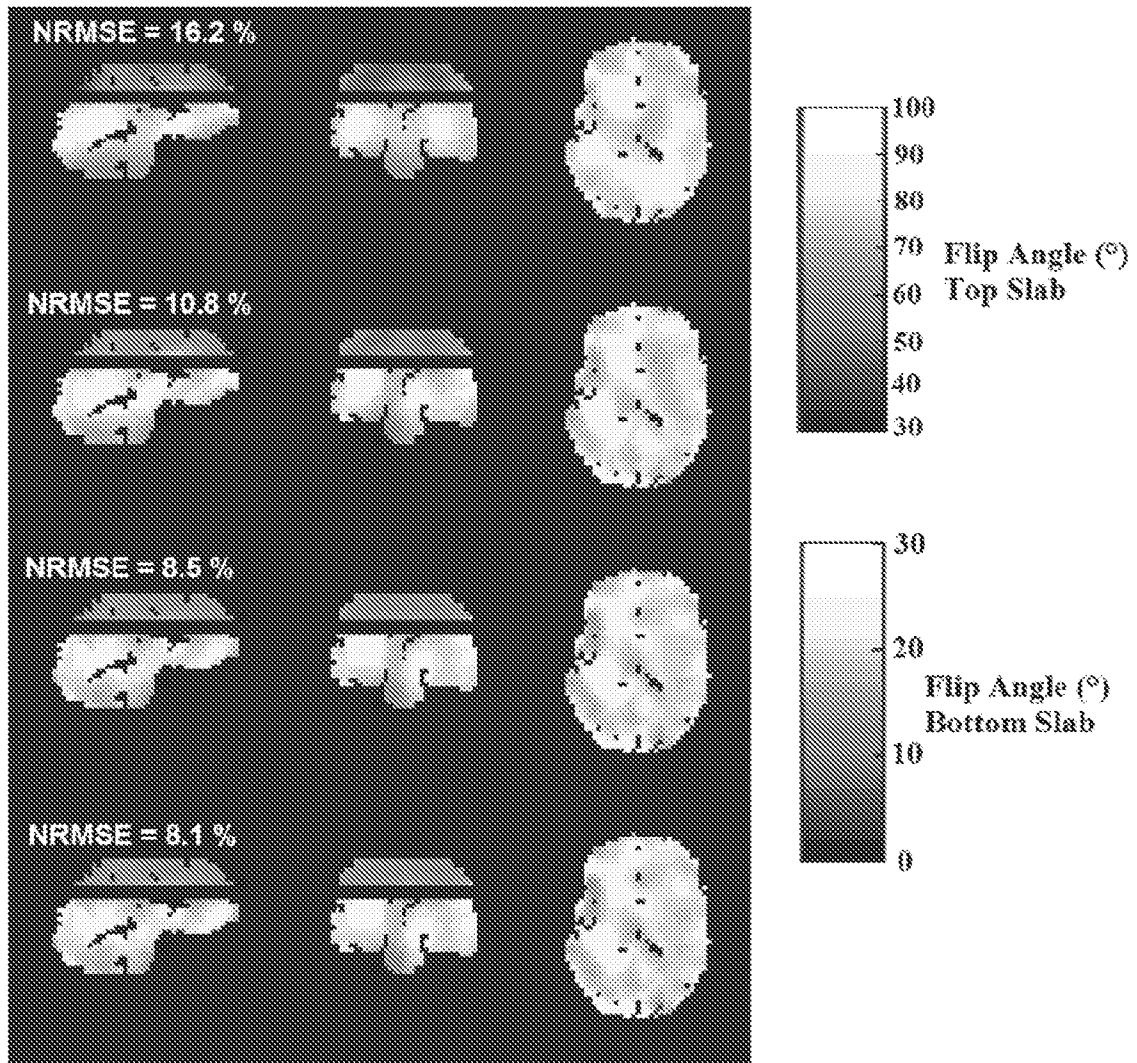 NRMSE = 16.2 %
NRMSE = 10.8 %
NRMSE = 8.5 %
NRMSE = 8.1 %
100
90
80
70
60
50
40
30
Flip Angle (°)
Top Slab
30
20
10
0
Flip Angle (°)
Bottom Slab